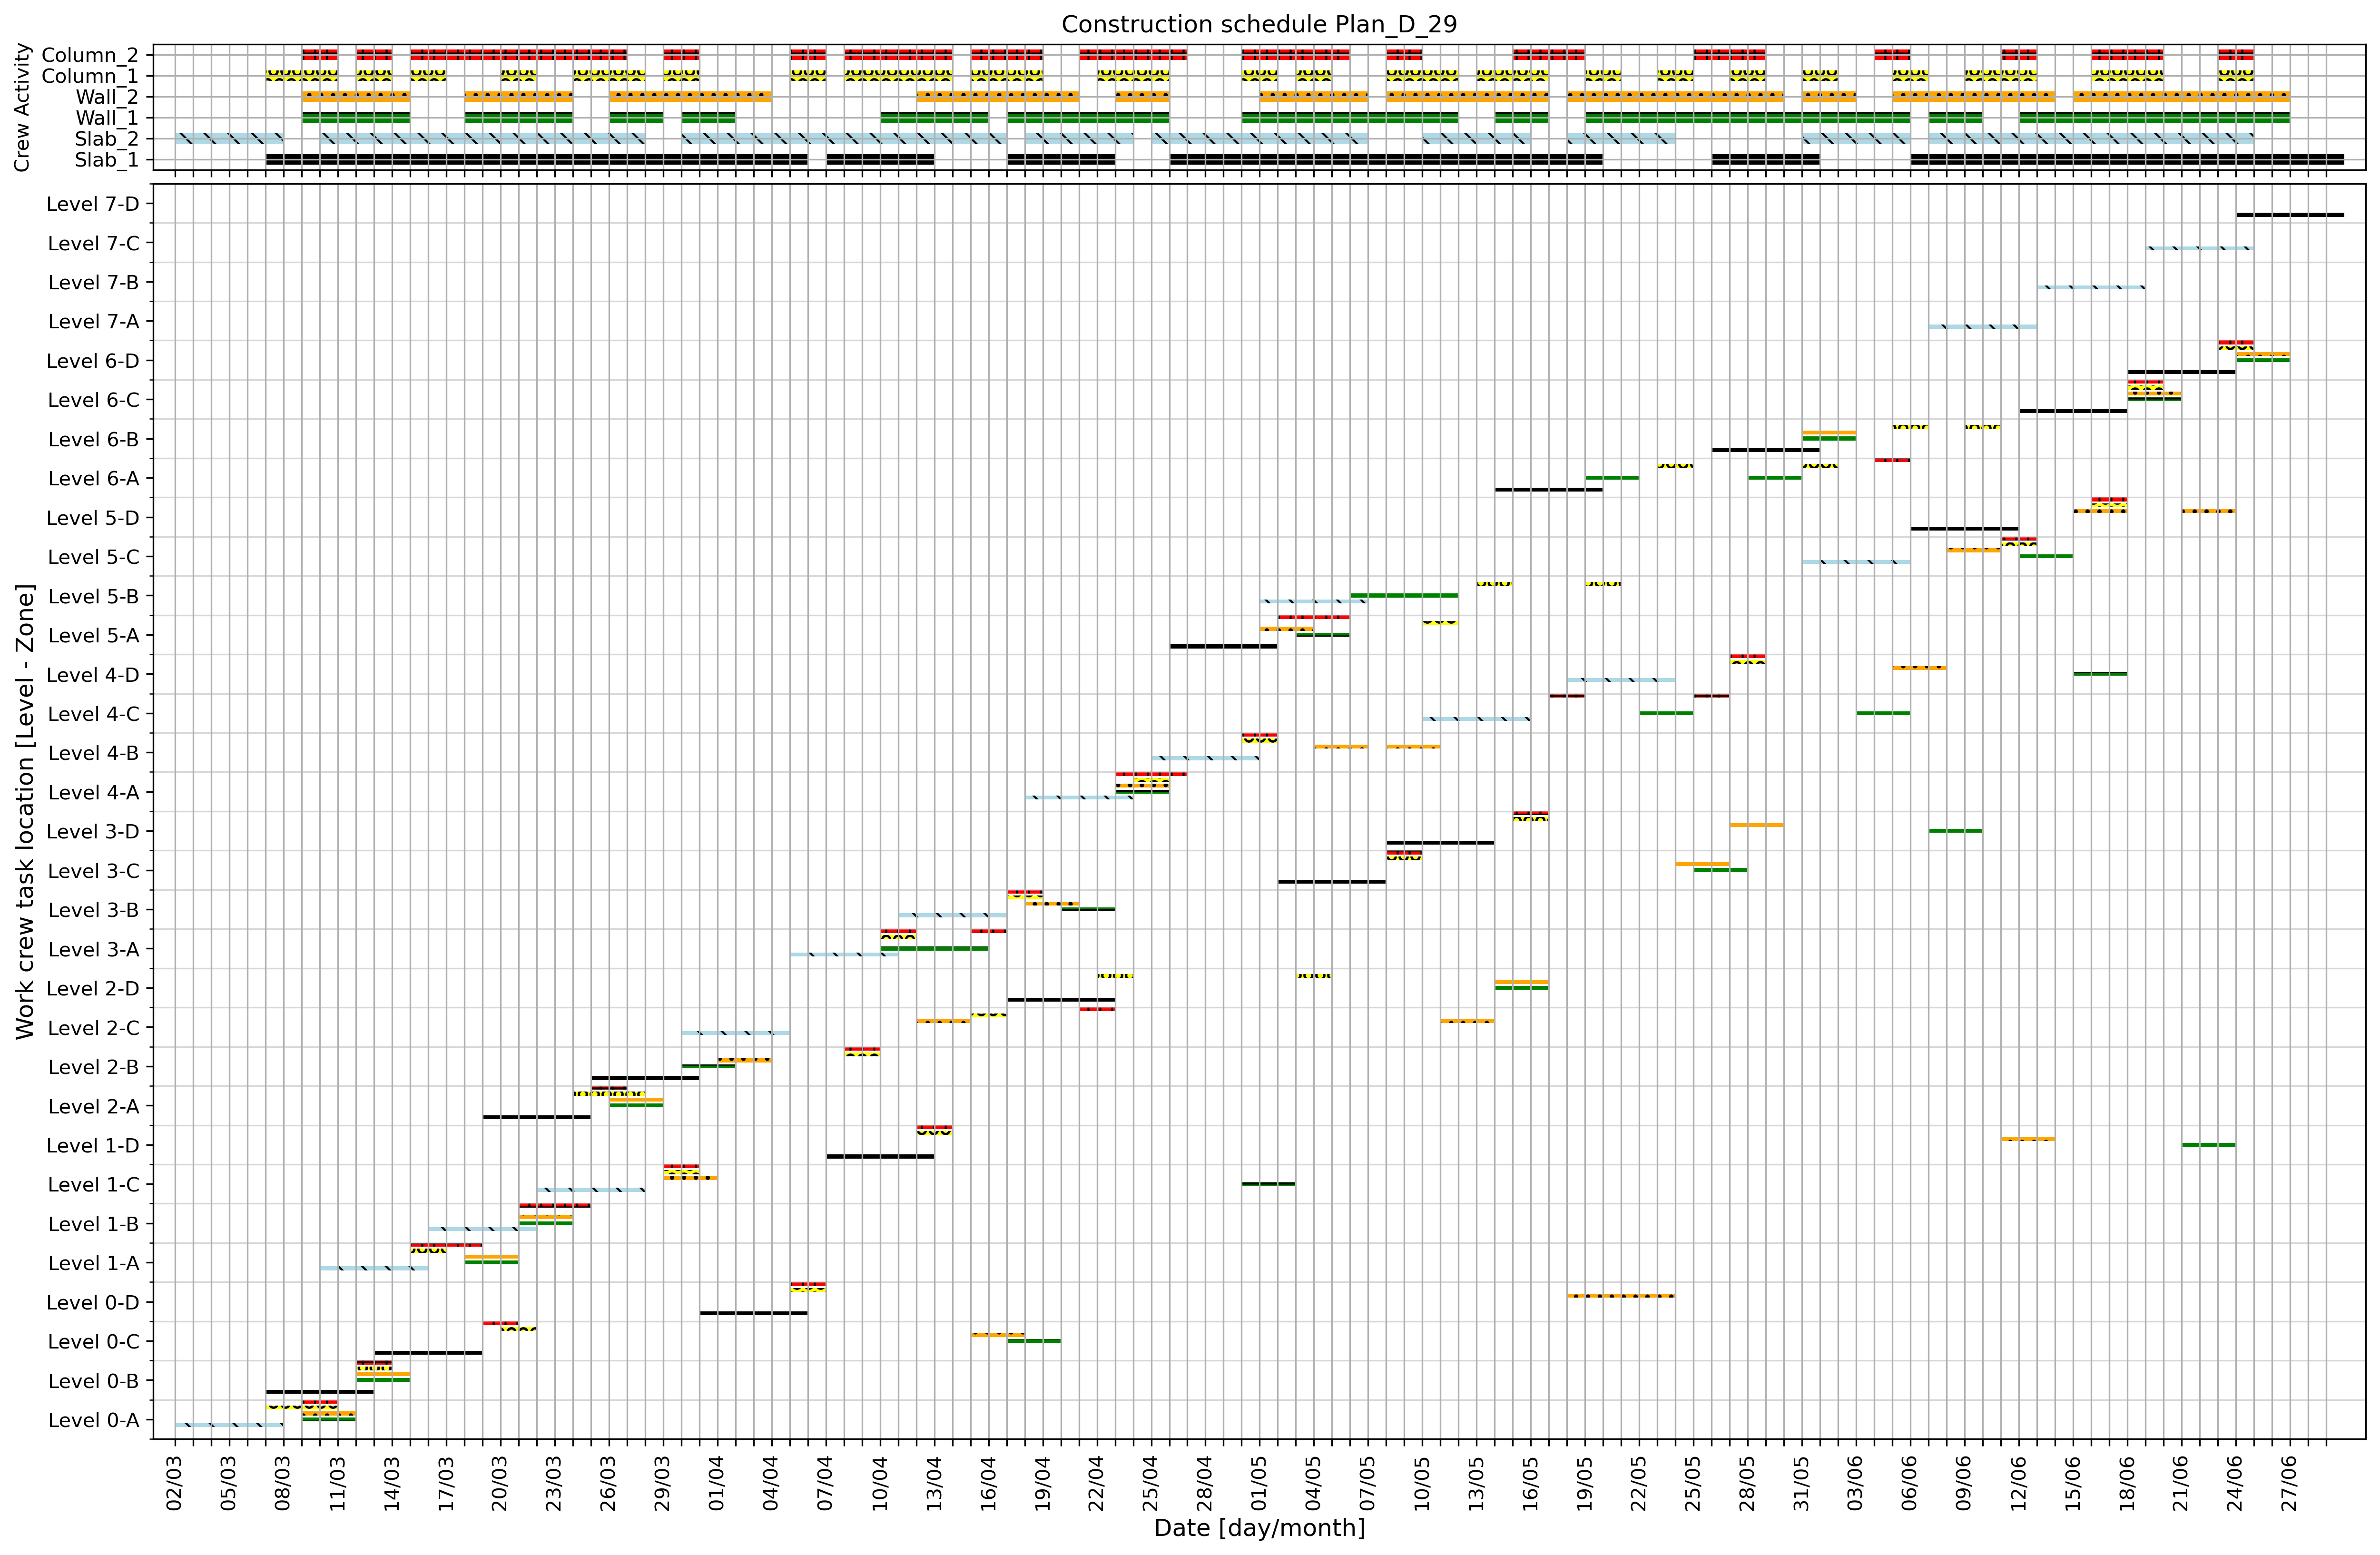 Construction schedule Plan_D_29
Crew Activity
Column_2
Column_1
Wall_2
Wall_1
Slab_2
Slab_1
Work crew task location [Level - Zone]
Level 7-D
Level 7-C
Level 7-B
Level 7-A
Level 6-D
Level 6-C
Level 6-B
Level 6-A
Level 5-D
Level 5-C
Level 5-B
Level 5-A
Level 4-D
Level 4-C
Level 4-B
Level 4-A
Level 3-D
Level 3-C
Level 3-B
Level 3-A
Level 2-D
Level 2-C
Level 2-B
Level 2-A
Level 1-D
Level 1-C
Level 1-B
Level 1-A
Level 0-D
Level 0-C
Level 0-B
Level 0-A
02/03 05/03 08/03 11/03 14/03 17/03 20/03 23/03 26/03 29/03 01/04 04/04 07/04 10/04 13/04 16/04 19/04 22/04 25/04 28/04 01/05 04/05 07/05 10/05 13/05 16/05 19/05 22/05 25/05 28/05 31/05 03/06 06/06 09/06 12/06 15/06 18/06 21/06 24/06 27/06
Date [day/month]